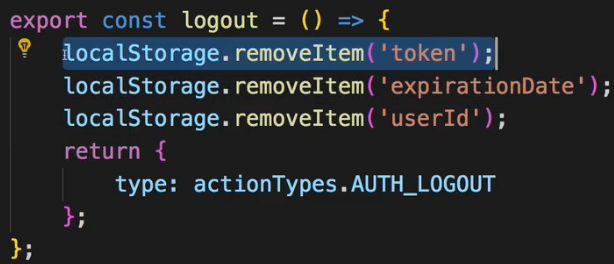 export const logout = () => {
localStorage.removeItem('token');
localStorage.removeItem('expirationDate');
localStorage.removeItem('userId');
return {
type: actionTypes.AUTH_LOGOUT
};
};